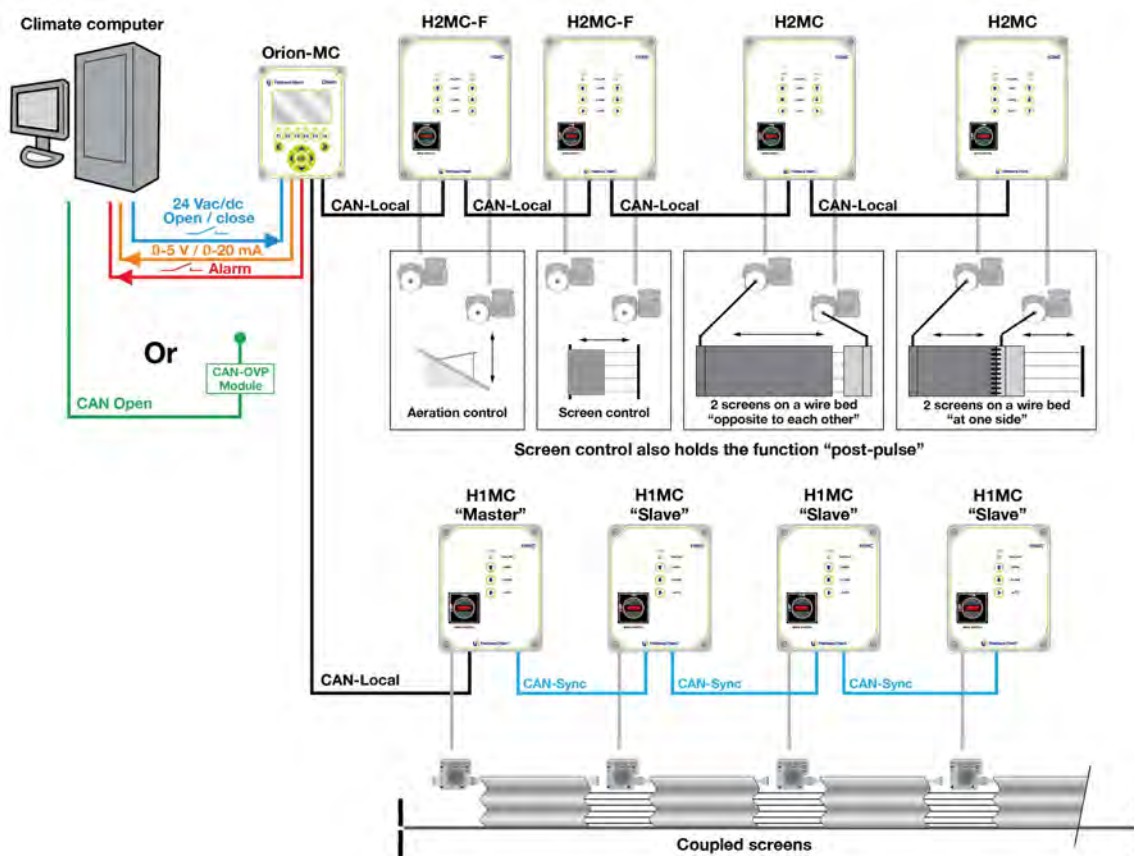 Climate computer
Orion-MC
H2MC-F
H2MC-F
H2MC
H2MC
24 Vac/dc
Open / close
0-5 V / 0-20 mA
Alarm
CAN-Local
CAN-Local
CAN-Local
CAN-Local
Or
CAN-OVP
Module
CAN Open
Aeration control
Screen control
2 screens on a wire bed
"opposite to each other"
2 screens on a wire bed
"at one side"
Screen control also holds the function "post-pulse"
H1MC
"Master"
H1MC
"Slave"
H1MC
"Slave"
H1MC
"Slave"
CAN-Local
CAN-Sync
CAN-Sync
CAN-Sync
Coupled screens